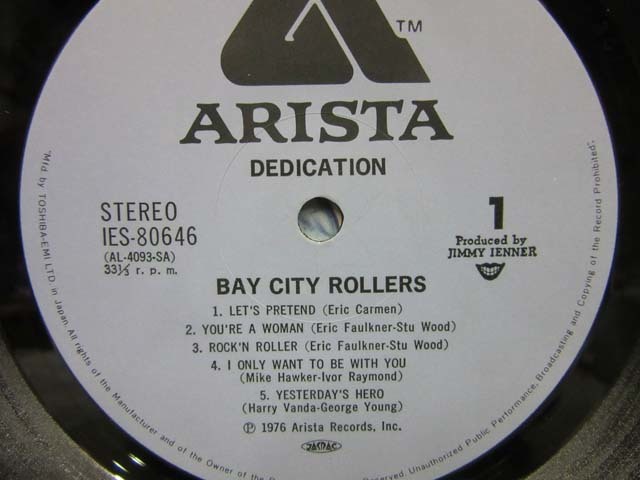 TM
ARISTA
DEDICATION
STEREO
IES-80646
(AL-4093-SA)
33⅓ r. p. m.
1
Produced by
JIMMY IENNER
BAY CITY ROLLERS
1. LET'S PRETEND (Eric Carmen)
2. YOU'RE A WOMAN (Eric Faulkner-Stu Wood)
3. ROCK'N ROLLER (Eric Faulkner-Stu Wood)
4. I ONLY WANT TO BE WITH YOU
(Mike Hawker-Ivor Raymond)
5. YESTERDAY'S HERO
(Harry Vanda-George Young)
Ⓟ 1976 Arista Records, Inc.
JASRAC
"Mfd by TOSHIBA-EMI LTD. in Japan. All rights of the Manufacturer and of the Owner of the Recorded. Unauthorized Public Performance, Broadcasting and Copying of the Record Prohibited".